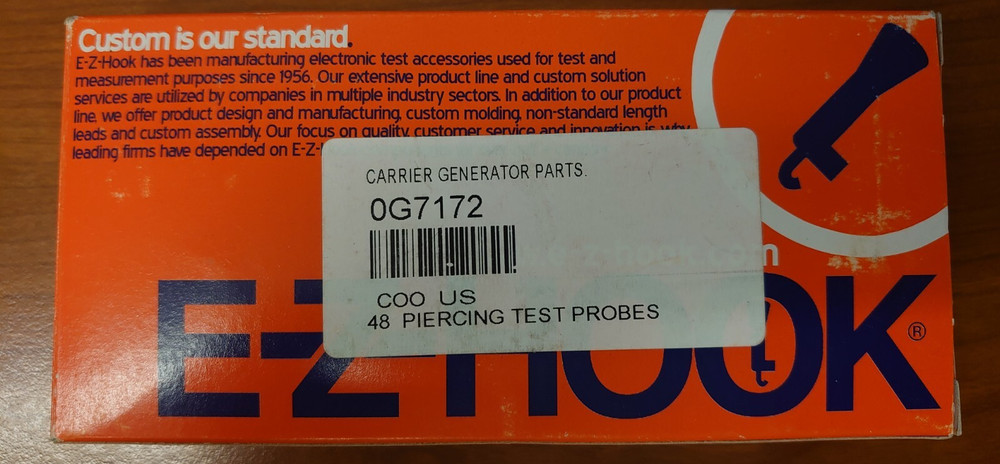 Custom is our standard.
E-Z-Hook has been manufacturing electronic test accessories used for test and
measurement purposes since 1956. Our extensive product line and custom solution
services are utilized by companies in multiple industry sectors. In addition to our product
line, we offer product design and manufacturing, custom molding, non-standard length
leads and custom assembly. Our focus on quality, customer service and innovation is why
leading firms have depended on E-Z-
CARRIER GENERATOR PARTS.
0G7172
COO US
48 PIERCING TEST PROBES
E-Z-HOOK®